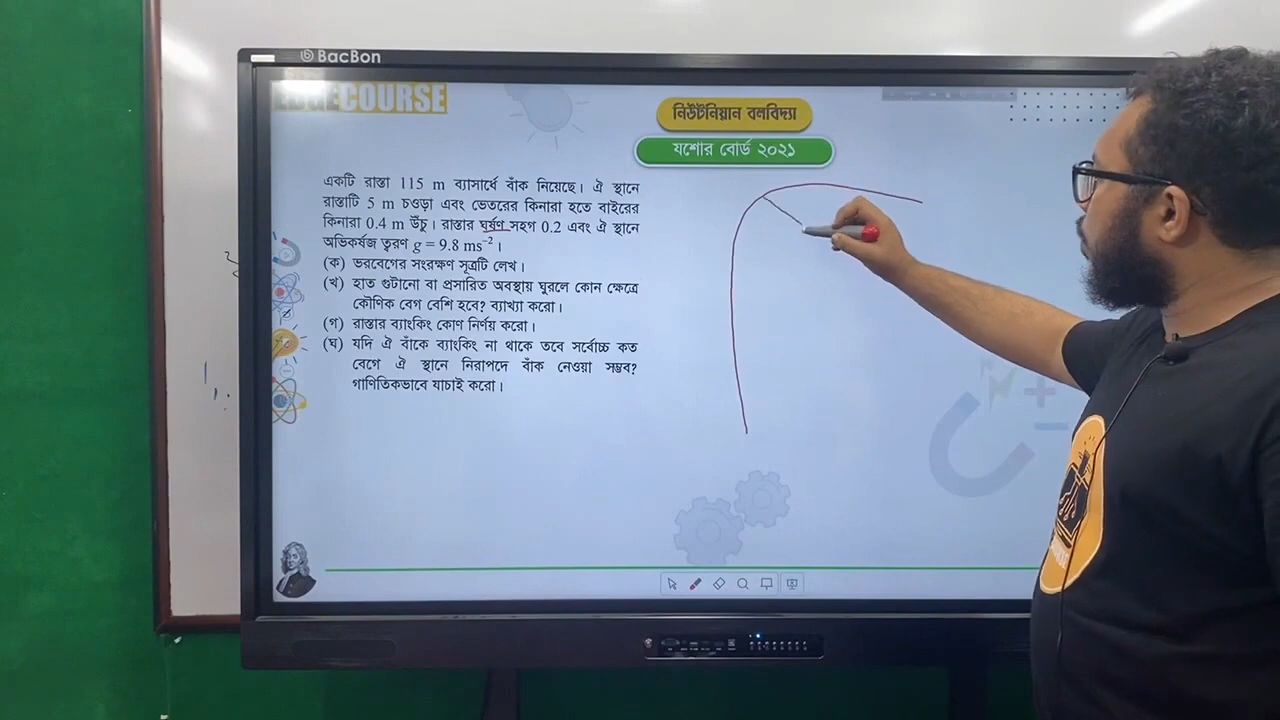 BacBon
EDGECOURSE
নিউটনিয়ান বলবিদ্যা
যশোর বোর্ড ২০২১
একটি রাস্তা 115 m ব্যাসার্ধে বাঁক নিয়েছে। ঐ স্থানে
রাস্তাটি 5 m চওড়া এবং ভেতরের কিনারা হতে বাইরের
কিনারা 0.4 m উঁচু। রাস্তার ঘর্ষণ সহগ 0.2 এবং ঐ স্থানে
অভিকর্ষজ ত্বরণ g = 9.8 ms⁻²।
(ক) ভরবেগের সংরক্ষণ সূত্রটি লেখ।
(খ) হাত গুটানো বা প্রসারিত অবস্থায় ঘুরলে কোন ক্ষেত্রে
কৌণিক বেগ বেশি হবে? ব্যাখ্যা করো।
(গ) রাস্তার ব্যাংকিং কোণ নির্ণয় করো।
(ঘ) যদি ঐ বাঁকে ব্যাংকিং না থাকে তবে সর্বোচ্চ কত
বেগে ঐ স্থানে নিরাপদে বাঁক নেওয়া সম্ভব?
গাণিতিকভাবে যাচাই করো।